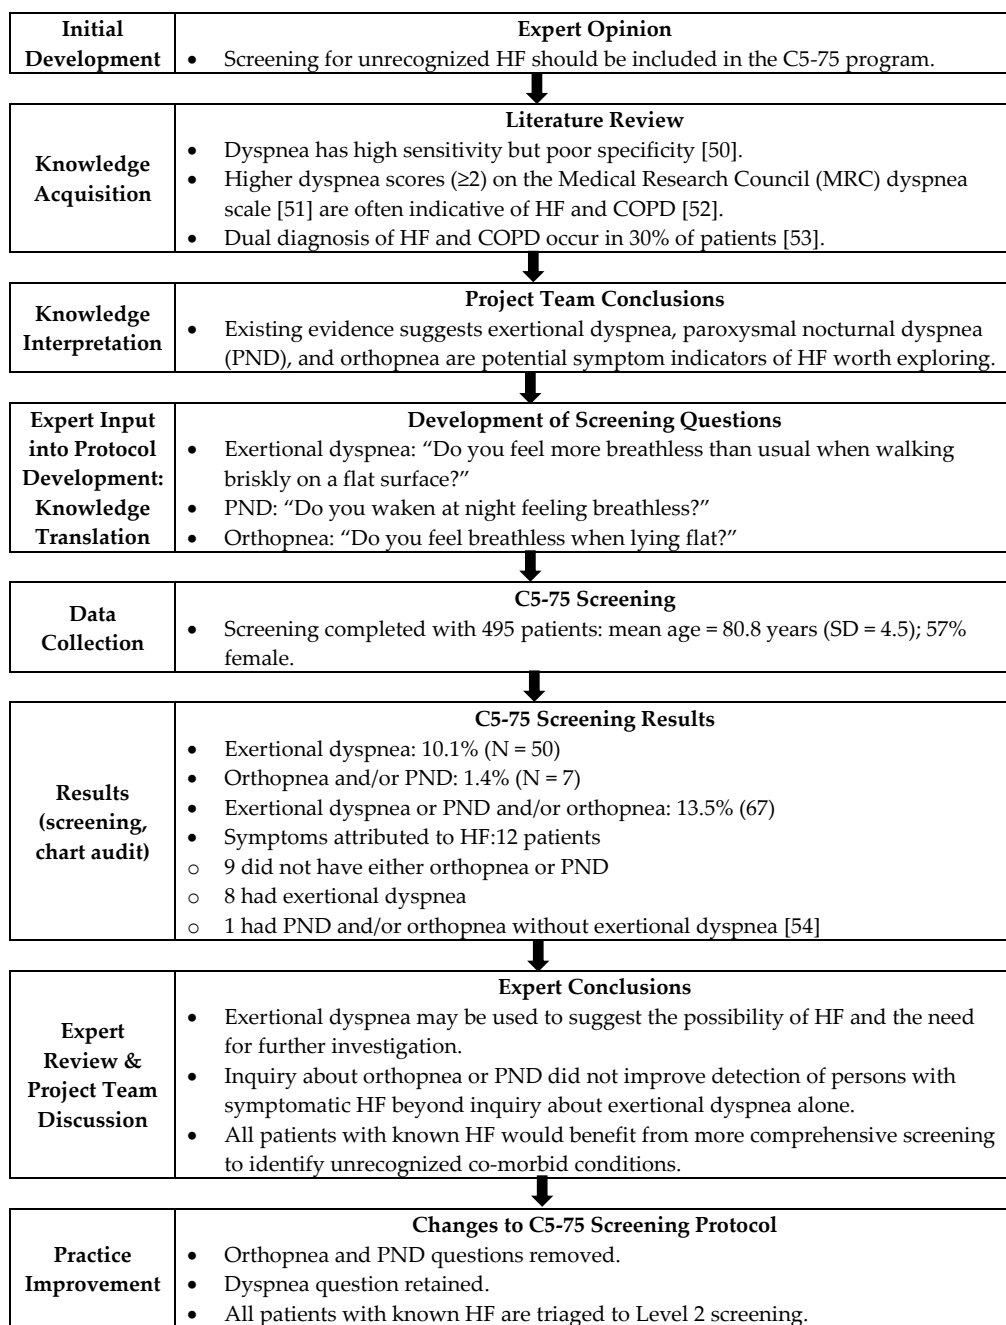 Initial
Development
Expert Opinion
• Screening for unrecognized HF should be included in the C5-75 program.
Knowledge
Acquisition
Literature Review
• Dyspnea has high sensitivity but poor specificity [50].
• Higher dyspnea scores (≥2) on the Medical Research Council (MRC) dyspnea
scale [51] are often indicative of HF and COPD [52].
• Dual diagnosis of HF and COPD occur in 30% of patients [53].
Knowledge
Interpretation
Project Team Conclusions
• Existing evidence suggests exertional dyspnea, paroxysmal nocturnal dyspnea
(PND), and orthopnea are potential symptom indicators of HF worth exploring.
Expert Input
into Protocol
Development:
Knowledge
Translation
Development of Screening Questions
• Exertional dyspnea: “Do you feel more breathless than usual when walking
briskly on a flat surface?”
• PND: “Do you waken at night feeling breathless?”
• Orthopnea: “Do you feel breathless when lying flat?”
Data
Collection
C5-75 Screening
• Screening completed with 495 patients: mean age = 80.8 years (SD = 4.5); 57%
female.
Results
(screening,
chart audit)
C5-75 Screening Results
• Exertional dyspnea: 10.1% (N = 50)
• Orthopnea and/or PND: 1.4% (N = 7)
• Exertional dyspnea or PND and/or orthopnea: 13.5% (67)
• Symptoms attributed to HF:12 patients
o 9 did not have either orthopnea or PND
o 8 had exertional dyspnea
o 1 had PND and/or orthopnea without exertional dyspnea [54]
Expert
Review &
Project Team
Discussion
Expert Conclusions
• Exertional dyspnea may be used to suggest the possibility of HF and the need
for further investigation.
• Inquiry about orthopnea or PND did not improve detection of persons with
symptomatic HF beyond inquiry about exertional dyspnea alone.
• All patients with known HF would benefit from more comprehensive screening
to identify unrecognized co-morbid conditions.
Practice
Improvement
Changes to C5-75 Screening Protocol
• Orthopnea and PND questions removed.
• Dyspnea question retained.
• All patients with known HF are triaged to Level 2 screening.